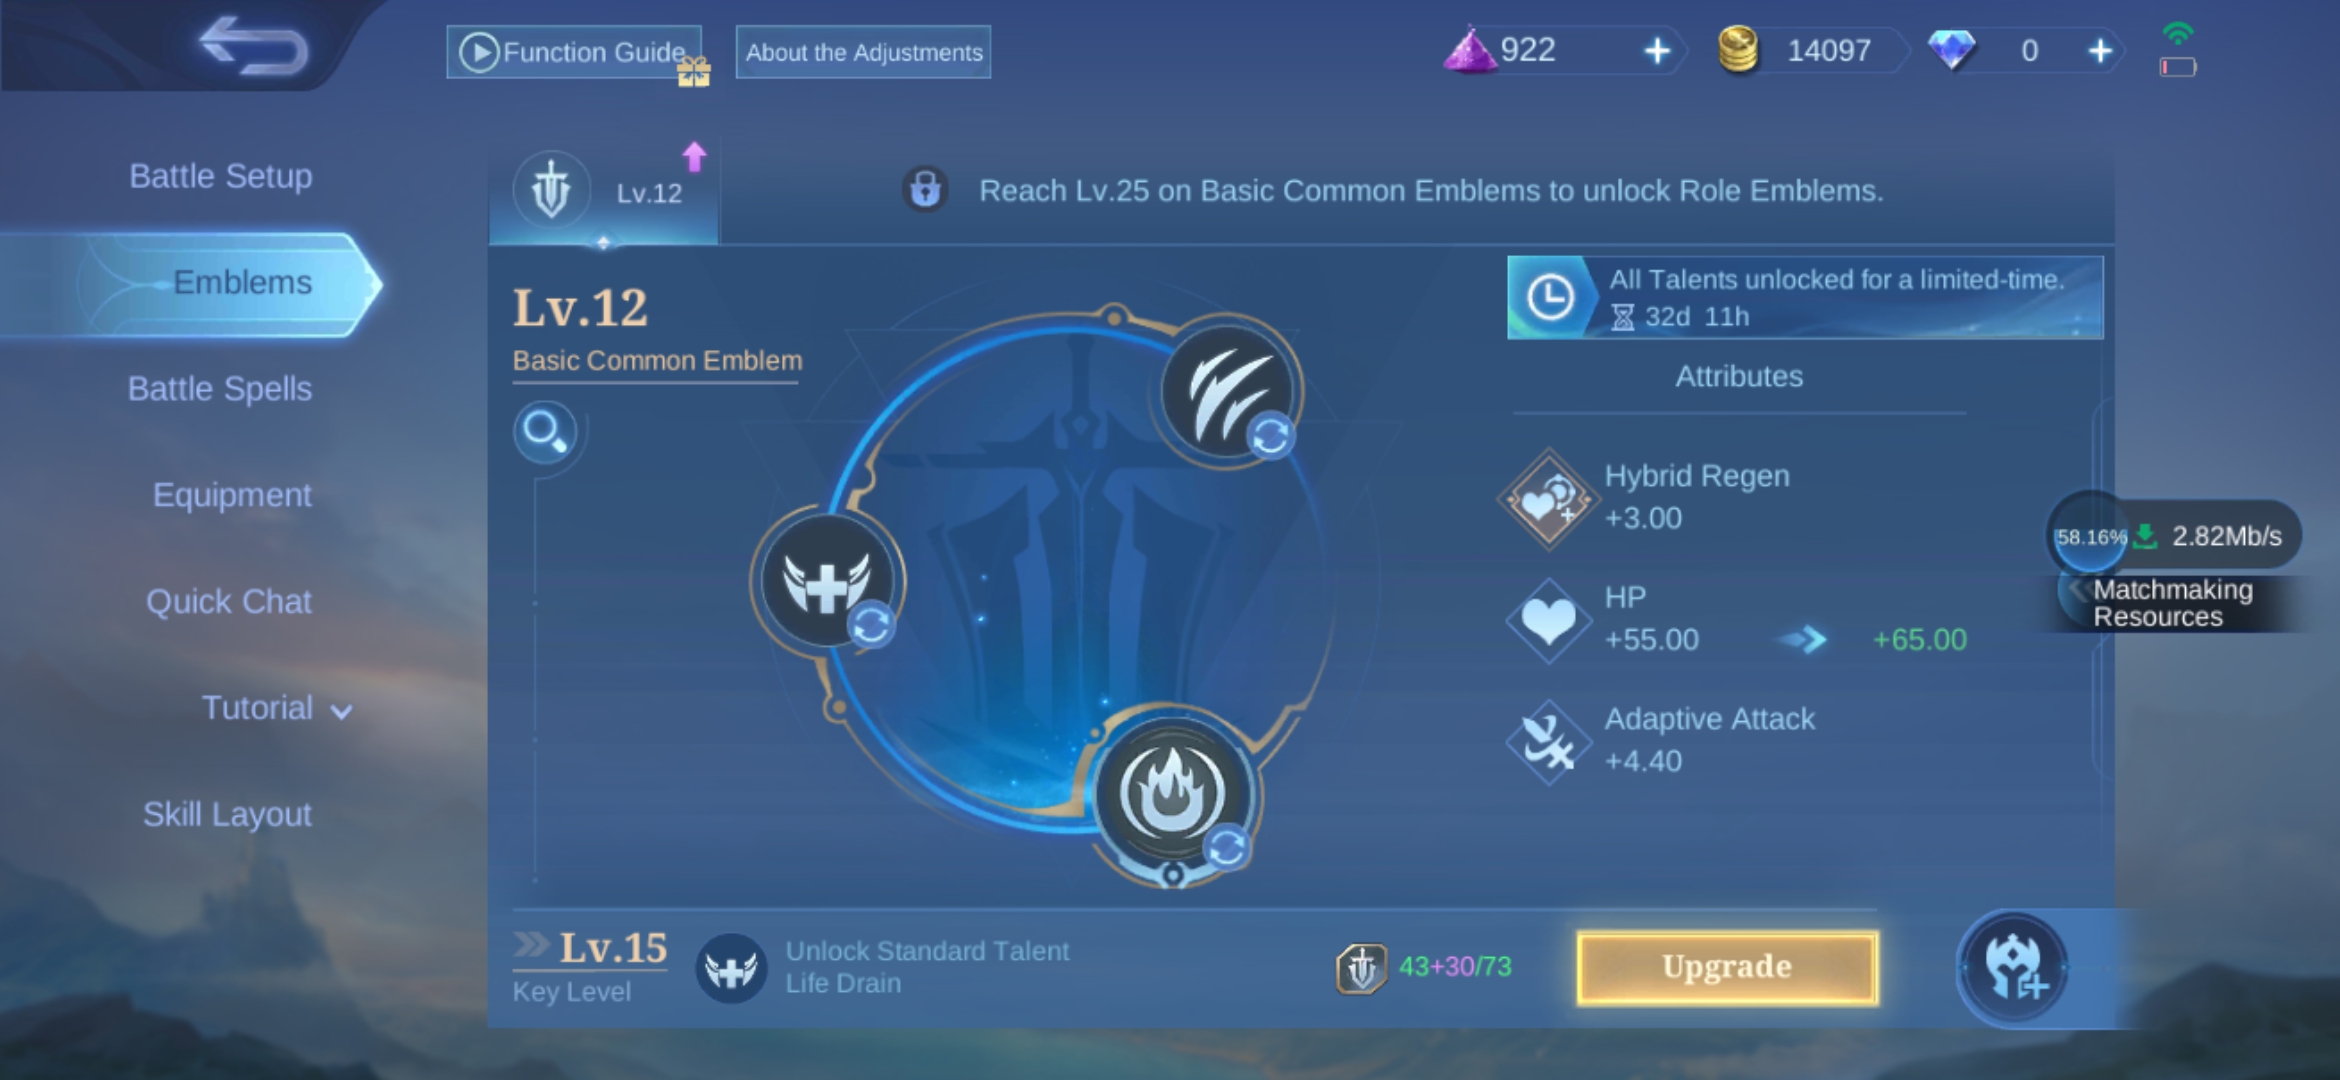 Function Guide
About the Adjustments
922
14097
0
Battle Setup
Emblems
Battle Spells
Equipment
Quick Chat
Tutorial
Skill Layout
Lv.12
Reach Lv.25 on Basic Common Emblems to unlock Role Emblems.
Lv.12
Basic Common Emblem
All Talents unlocked for a limited-time.
32d 11h
Attributes
Hybrid Regen
+3.00
HP
+55.00 +65.00
Adaptive Attack
+4.40
58.16% 2.82Mb/s
Matchmaking
Resources
Lv.15
Key Level
Unlock Standard Talent
Life Drain
43+30/73
Upgrade